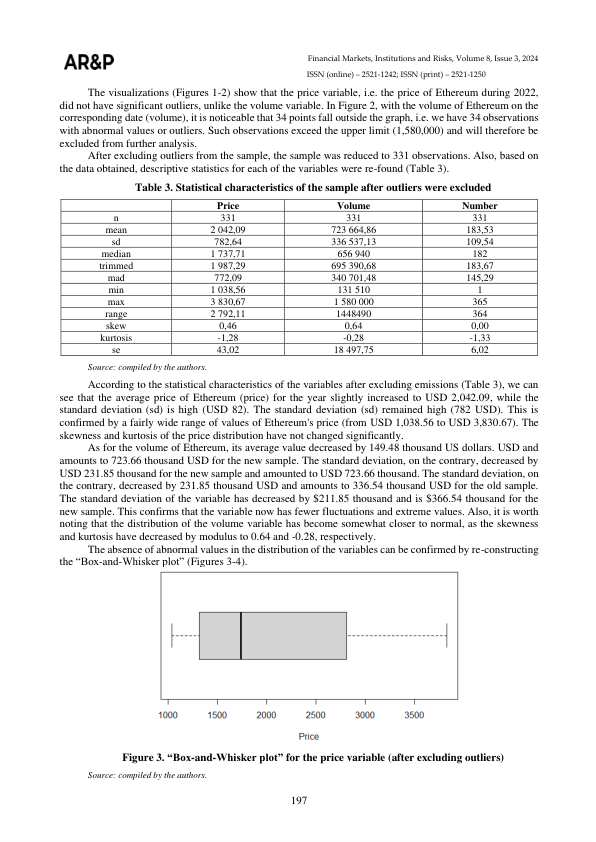 AR&P
Financial Markets, Institutions and Risks, Volume 8, Issue 3, 2024
ISSN (online) – 2521-1242; ISSN (print) – 2521-1250
The visualizations (Figures 1-2) show that the price variable, i.e. the price of Ethereum during 2022,
did not have significant outliers, unlike the volume variable. In Figure 2, with the volume of Ethereum on the
corresponding date (volume), it is noticeable that 34 points fall outside the graph, i.e. we have 34 observations
with abnormal values or outliers. Such observations exceed the upper limit (1,580,000) and will therefore be
excluded from further analysis.
After excluding outliers from the sample, the sample was reduced to 331 observations. Also, based on
the data obtained, descriptive statistics for each of the variables were re-found (Table 3).
Table 3. Statistical characteristics of the sample after outliers were excluded
Price Volume Number
n 331 331 331
mean 2 042,09 723 664,86 183,53
sd 782,64 336 537,13 109,54
median 1 737,71 656 940 182
trimmed 1 987,29 695 390,68 183,67
mad 772,09 340 701,48 145,29
min 1 038,56 131 510 1
max 3 830,67 1 580 000 365
range 2 792,11 1448490 364
skew 0,46 0,64 0,00
kurtosis -1,28 -0,28 -1,33
se 43,02 18 497,75 6,02
Source: compiled by the authors.
According to the statistical characteristics of the variables after excluding emissions (Table 3), we can
see that the average price of Ethereum (price) for the year slightly increased to USD 2,042.09, while the
standard deviation (sd) is high (USD 82). The standard deviation (sd) remained high (782 USD). This is
confirmed by a fairly wide range of values of Ethereum's price (from USD 1,038.56 to USD 3,830.67). The
skewness and kurtosis of the price distribution have not changed significantly.
As for the volume of Ethereum, its average value decreased by 149.48 thousand US dollars. USD and
amounts to 723.66 thousand USD for the new sample. The standard deviation, on the contrary, decreased by
USD 231.85 thousand for the new sample and amounted to USD 723.66 thousand. The standard deviation, on
the contrary, decreased by 231.85 thousand USD and amounts to 336.54 thousand USD for the old sample.
The standard deviation of the variable has decreased by $211.85 thousand and is $366.54 thousand for the
new sample. This confirms that the variable now has fewer fluctuations and extreme values. Also, it is worth
noting that the distribution of the volume variable has become somewhat closer to normal, as the skewness
and kurtosis have decreased by modulus to 0.64 and -0.28, respectively.
The absence of abnormal values in the distribution of the variables can be confirmed by re-constructing
the “Box-and-Whisker plot” (Figures 3-4).
1000 1500 2000 2500 3000 3500
Price
Figure 3. “Box-and-Whisker plot” for the price variable (after excluding outliers)
Source: compiled by the authors.
197